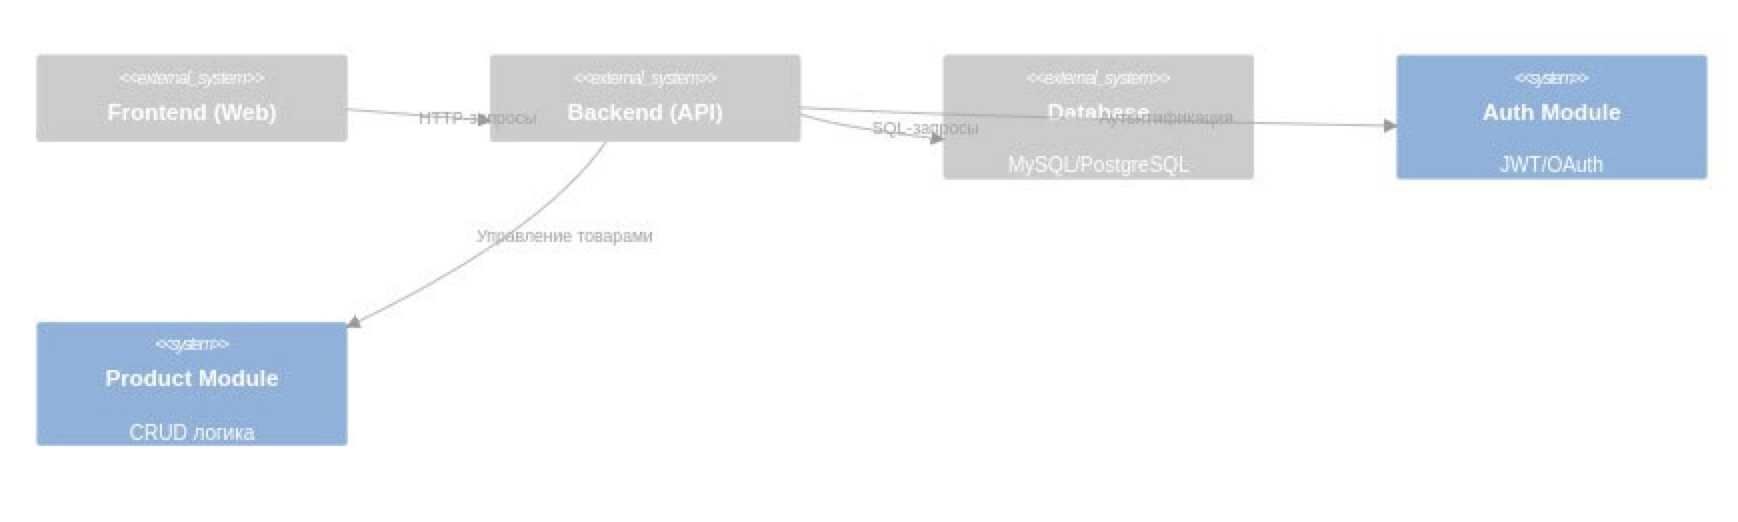 <<external_system>>
Frontend (Web)
HTTP-запросы
<<external_system>>
Backend (API)
SQL-запросы
<<external_system>>
Database
MySQL/PostgreSQL
Аутентификация
<<system>>
Auth Module
JWT/OAuth
Управление товарами
<<system>>
Product Module
CRUD логика